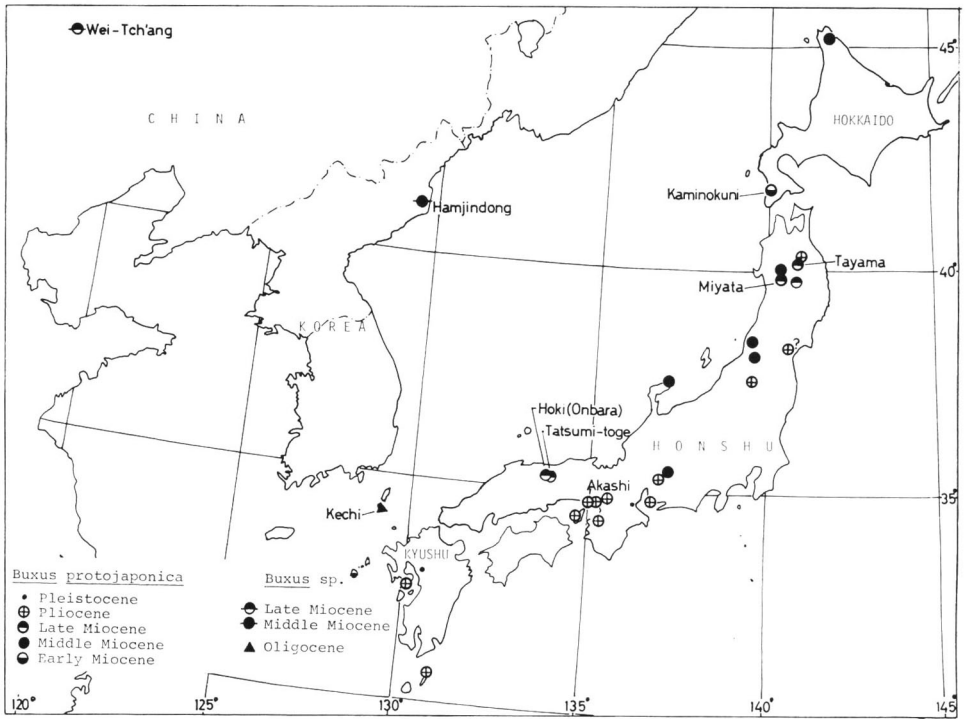 Wei-Tch'ang
45°
C H I N A
HOKKAIDO
Kaminokuni
Hamjindong
Tayama
40°
Miyata
K O R E A
?
Hoki(Onbara)
Tatsumi-toge
H O N S H U
Akashi
35°
Kechi
KYUSHU
Buxus protojaponica
Pleistocene
Pliocene
Late Miocene
Middle Miocene
Early Miocene
Buxus sp.
Late Miocene
Middle Miocene
Oligocene
120° 125° 130° 135° 140° 145°